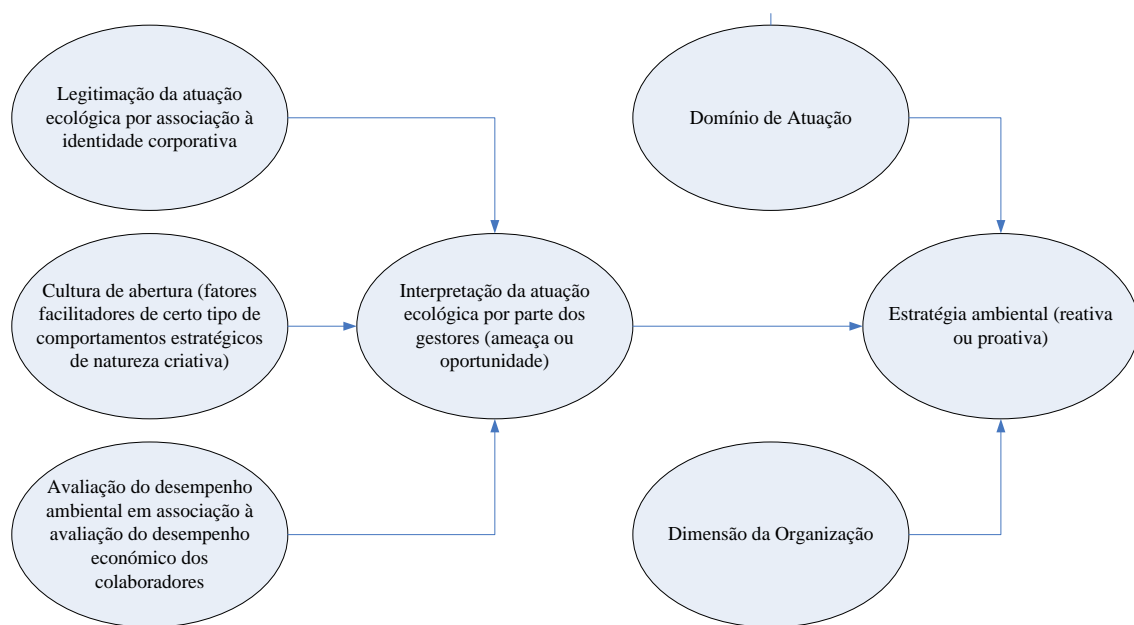 Legitimação da atuação
ecológica por associação à
identidade corporativa
Domínio de Atuação
Cultura de abertura (fatores
facilitadores de certo tipo de
comportamentos estratégicos
de natureza criativa)
Interpretação da atuação
ecológica por parte dos
gestores (ameaça ou
oportunidade)
Estratégia ambiental (reativa
ou proativa)
Avaliação do desempenho
ambiental em associação à
avaliação do desempenho
económico dos
colaboradores
Dimensão da Organização